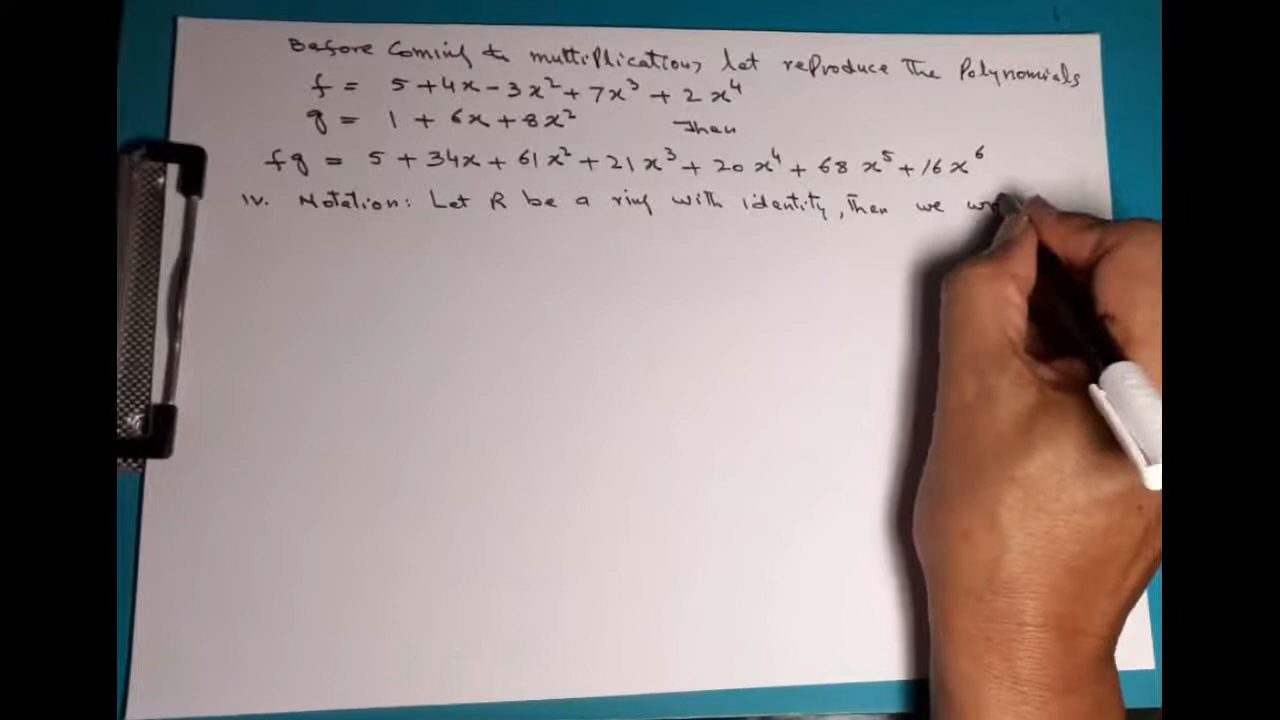 Before Coming to multiplication, let reproduce The Polynomials
f = 5 + 4x - 3x² + 7x³ + 2x⁴
g = 1 + 6x + 8x² Then
fg = 5 + 34x + 61x² + 21x³ + 20x⁴ + 68x⁵ + 16x⁶
iv. Notation: Let R be a ring with identity, Then we